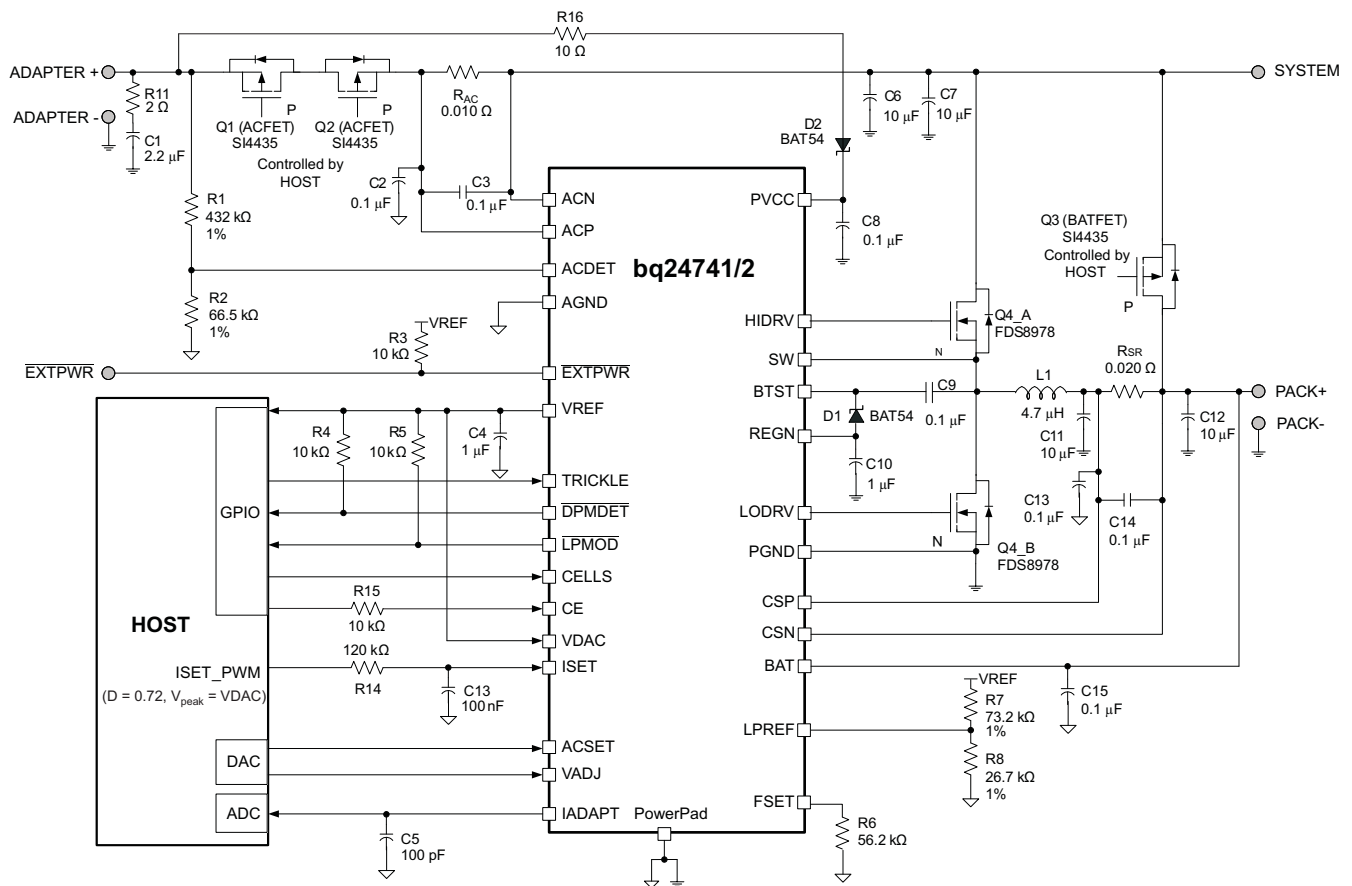 R16
10 Ω
ADAPTER +
SYSTEM
R11
2 Ω
P
P
RAC
0.010 Ω
C6
10 μF
C7
10 μF
ADAPTER -
Q1 (ACFET)
SI4435
Q2 (ACFET)
SI4435
C1
2.2 μF
Controlled by
HOST
D2
BAT54
C2
0.1 μF
C3
0.1 μF
R1
432 kΩ
1%
ACN
PVCC
C8
0.1 μF
Q3 (BATFET)
SI4435
Controlled by
HOST
P
ACP
bq24741/2
ACDET
R2
66.5 kΩ
1%
AGND
VREF
R3
10 kΩ
HIDRV
Q4_A
FDS8978
N
SW
EXTPWR
EXTPWR
RSR
0.020 Ω
BTST
C9
0.1 μF
L1
4.7 μH
PACK+
D1
BAT54
VREF
R4
10 kΩ
R5
10 kΩ
C4
1 μF
REGN
C11
10 μF
C12
10 μF
PACK-
C10
1 μF
TRICKLE
GPIO
DPMDET
LODRV
C13
0.1 μF
C14
0.1 μF
LPMOD
N
PGND
Q4_B
FDS8978
CELLS
R15
10 kΩ
CE
CSP
HOST
VDAC
CSN
120 kΩ
R14
ISET_PWM
(D = 0.72, Vpeak = VDAC)
ISET
BAT
C13
100 nF
C15
0.1 μF
VREF
R7
73.2 kΩ
1%
LPREF
DAC
ACSET
VADJ
R8
26.7 kΩ
1%
ADC
IADAPT
PowerPad
FSET
R6
56.2 kΩ
C5
100 pF